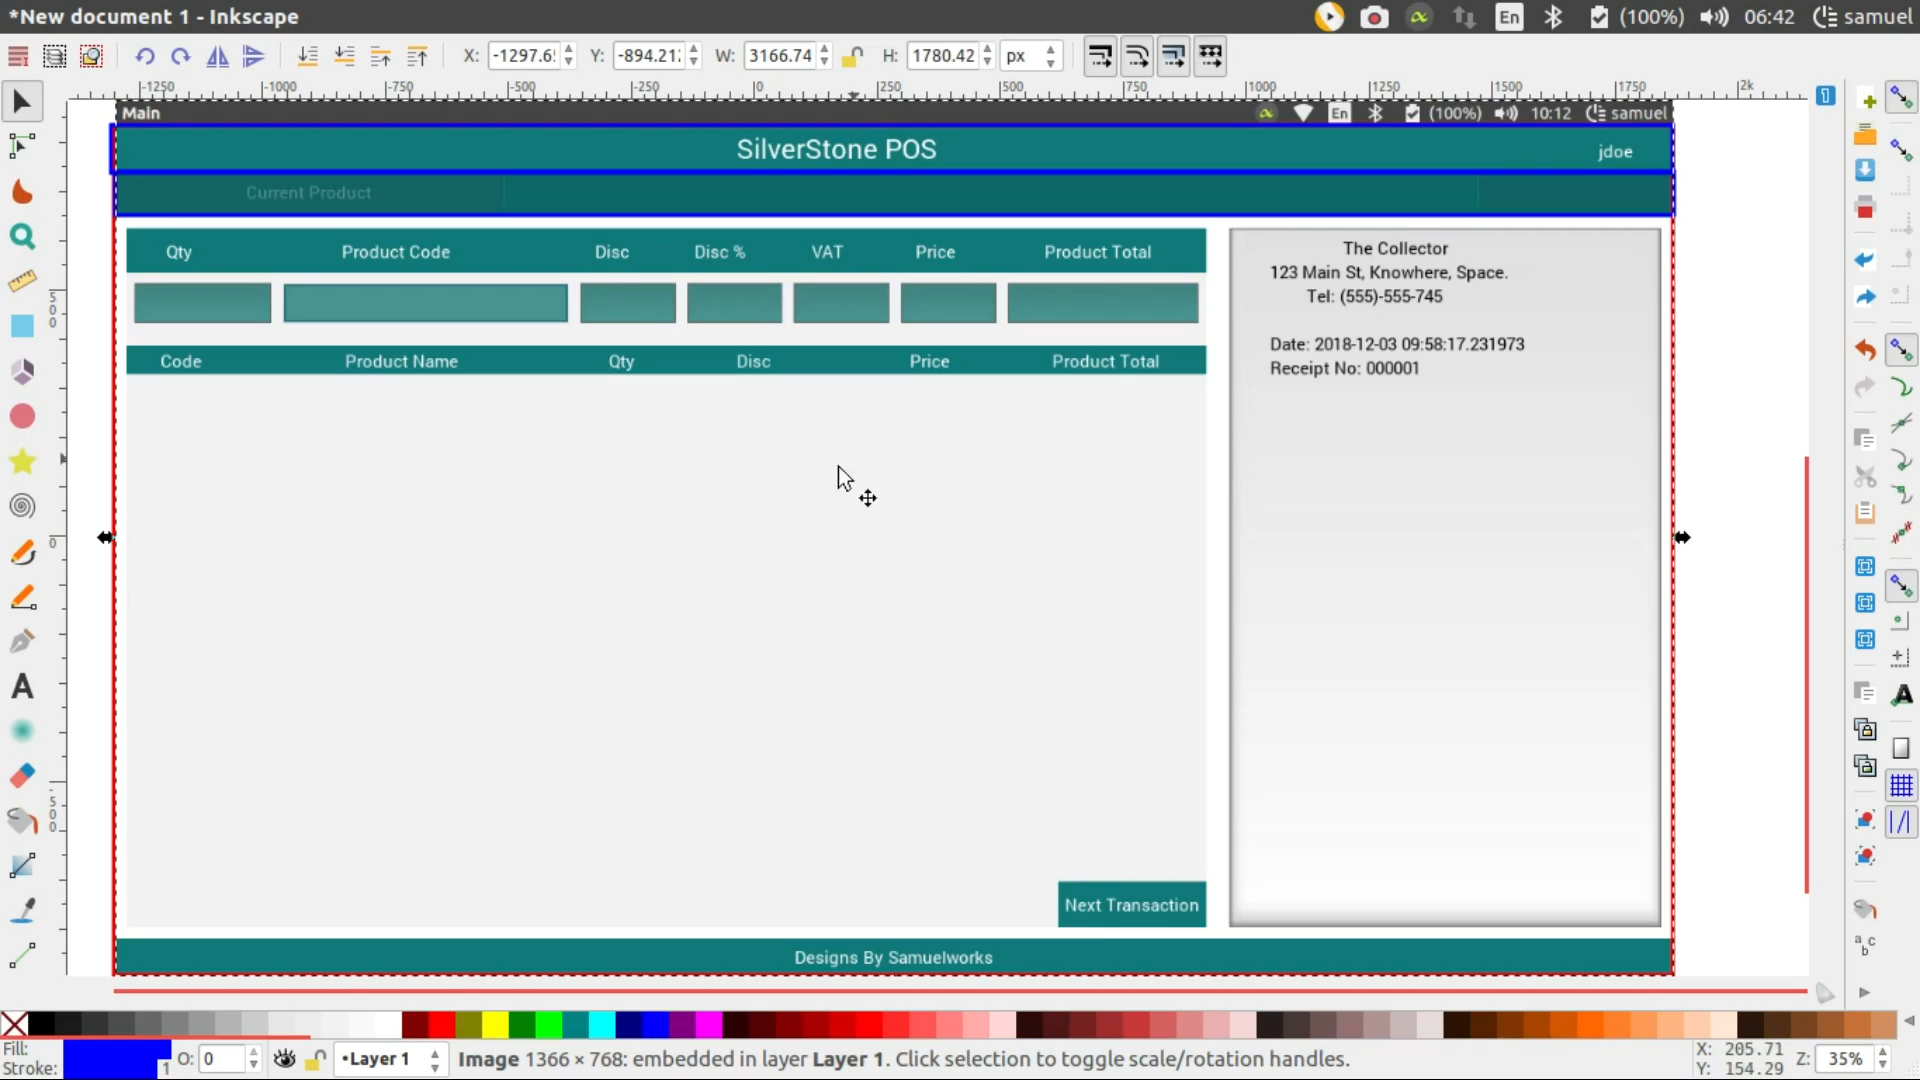 *New document 1 - Inkscape
En (100%) 06:42 samuel
X: -1297.6 Y: -894.21 W: 3166.74 H: 1780.42 px
-1250 -1000 -750 -500 -250 0 250 500 750 1000 1250 1500 1750 2k
Main En (100%) 10:12 samuel
SilverStone POS
jdoe
Current Product
Qty Product Code Disc Disc % VAT Price Product Total
Code Product Name Qty Disc Price Product Total
The Collector
123 Main St, Knowhere, Space.
Tel: (555)-555-745
Date: 2018-12-03 09:58:17.231973
Receipt No: 000001
500
0
-500
Next Transaction
Designs By Samuelworks
Fill:
Stroke: 1 O: 0 •Layer 1 Image 1366 × 768: embedded in layer Layer 1. Click selection to toggle scale/rotation handles.
X: 205.71
Y: 154.29
Z: 35%